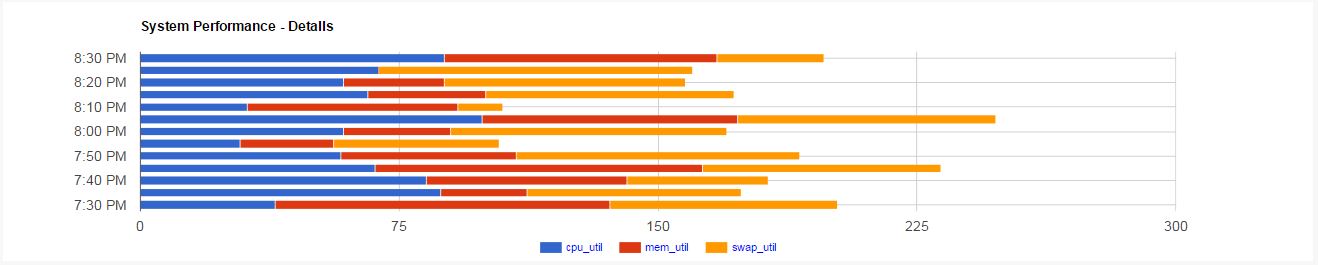 System Performance - Details
8:30 PM
8:20 PM
8:10 PM
8:00 PM
7:50 PM
7:40 PM
7:30 PM
0 75 150 225 300
cpu_util mem_util swap_util